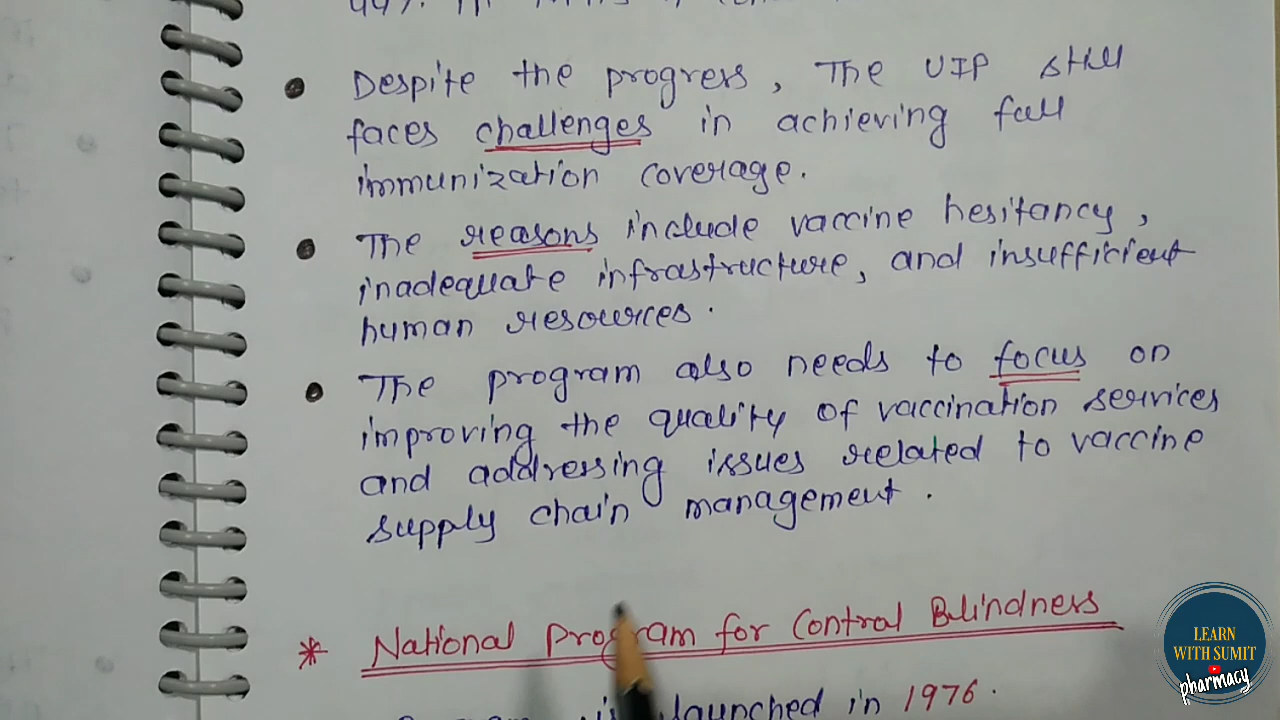 Despite the progress, The UIP still
faces challenges in achieving full
immunization coverage.
The reasons include vaccine hesitancy,
inadequate infrastructure, and insufficient
human resources.
The program also needs to focus on
improving the quality of vaccination services
and addressing issues related to vaccine
supply chain management.
* National Program for Control Blindness
launched in 1976.
LEARN
WITH SUMIT
pharmacy